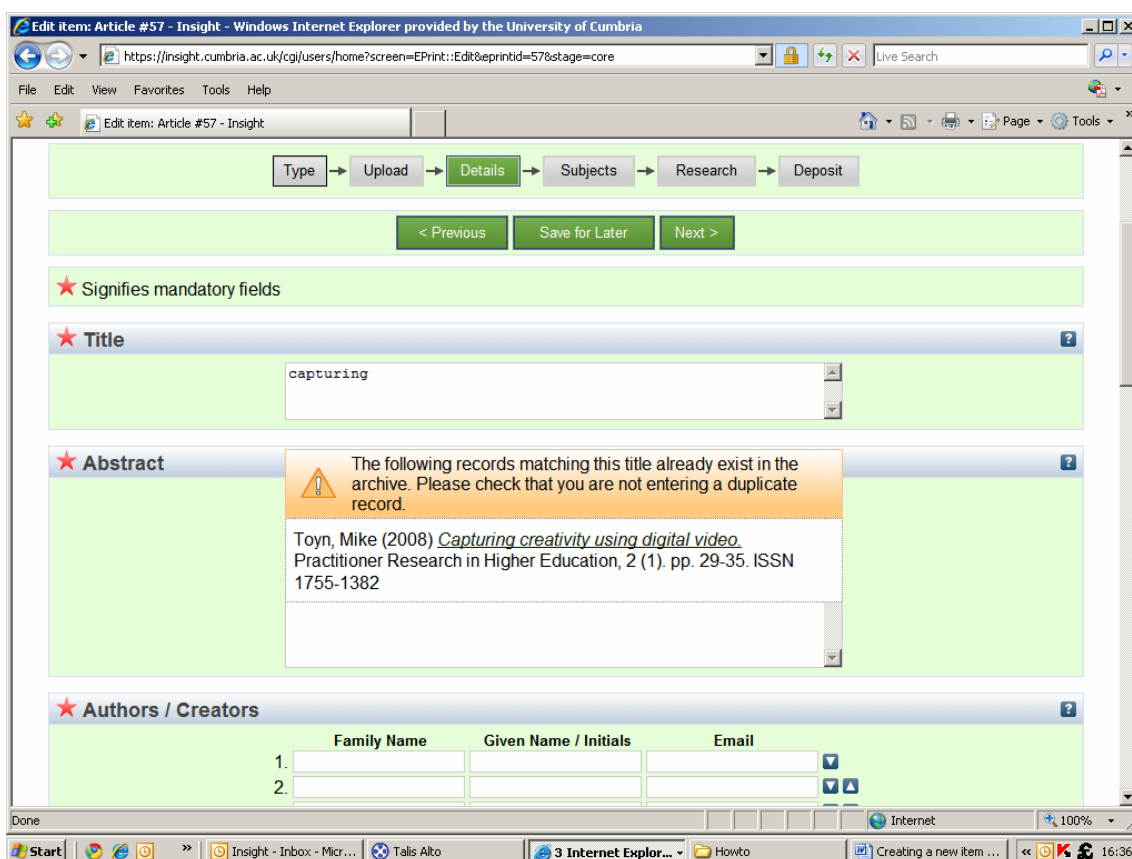 Edit item: Article #57 - Insight - Windows Internet Explorer provided by the University of Cumbria
https://insight.cumbria.ac.uk/cgi/users/home?screen=EPrint::Edit&eprintid=57&stage=core
Live Search
File Edit View Favorites Tools Help
Edit item: Article #57 - Insight
Page Tools »
Type Upload Details Subjects Research Deposit
< Previous Save for Later Next >
Signifies mandatory fields
Title ?
capturing
Abstract ?
The following records matching this title already exist in the
archive. Please check that you are not entering a duplicate
record.
Toyn, Mike (2008) Capturing creativity using digital video.
Practitioner Research in Higher Education, 2 (1). pp. 29-35. ISSN
1755-1382
Authors / Creators ?
Family Name Given Name / Initials Email
1.
2.
Done Internet 100%
Start » Insight - Inbox - Micr... Talis Alto 3 Internet Explor... Howto Creating a new item ... « 16:36